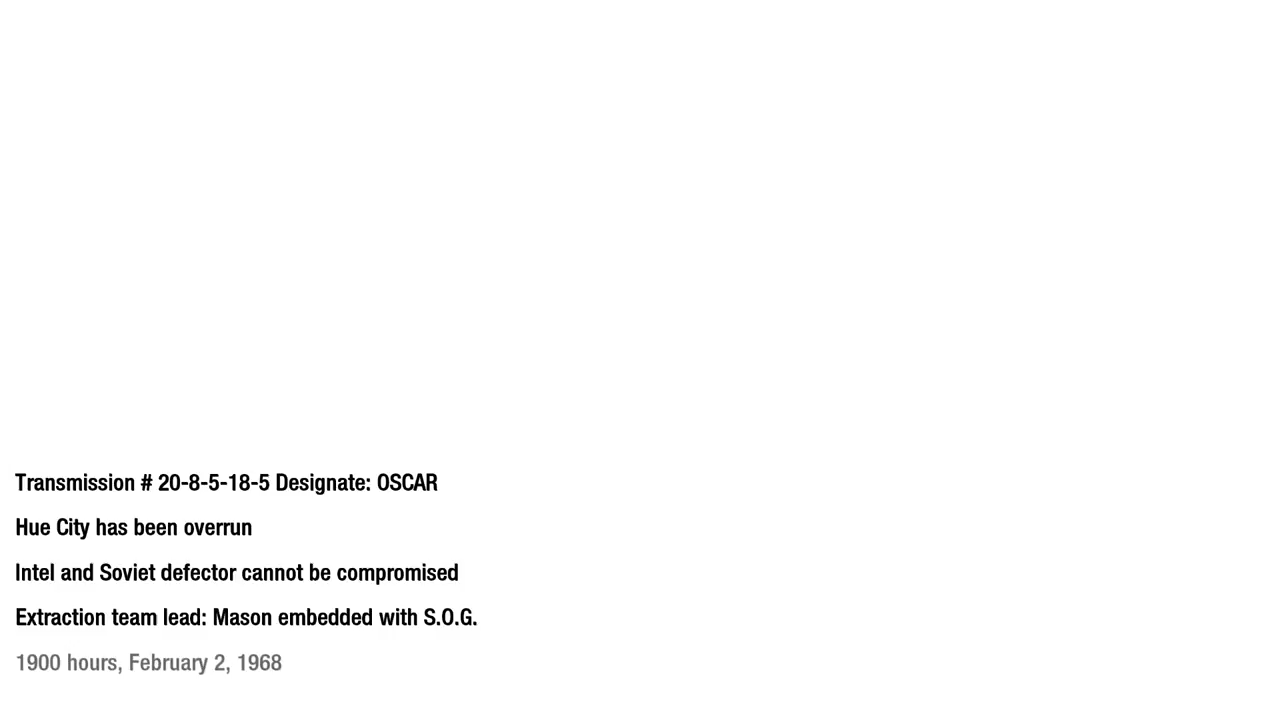 Transmission # 20-8-5-18-5 Designate: OSCAR
Hue City has been overrun
Intel and Soviet defector cannot be compromised
Extraction team lead: Mason embedded with S.O.G.
1900 hours, February 2, 1968